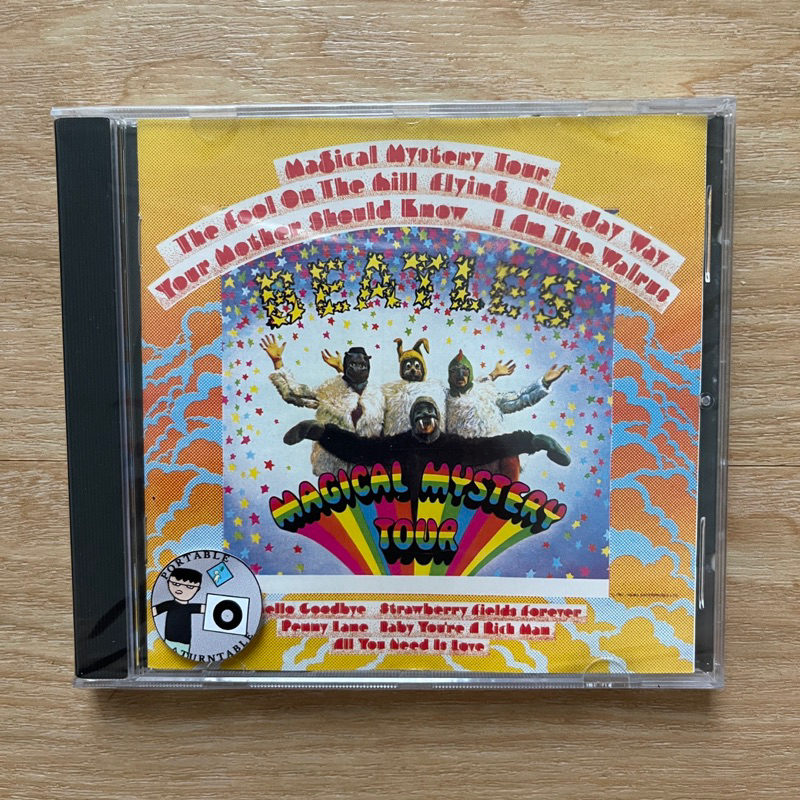 Magical Mystery Tour
The Fool On The Hill Flying Blue Jay Way
Your Mother Should Know I Am The Walrus
BEATLES
MAGICAL MYSTERY
TOUR
ello Goodbye Strawberry Fields Forever
Penny Lane Baby You're A Rich Man
All You Need Is Love
PORTABLE
TURNTABLE